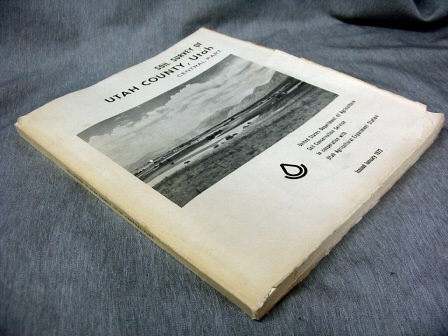 SOIL SURVEY OF
UTAH COUNTY, Utah
CENTRAL PART
United States Department of Agriculture
Soil Conservation Service
in cooperation with
Utah Agricultural Experiment Station
Issued January 1972